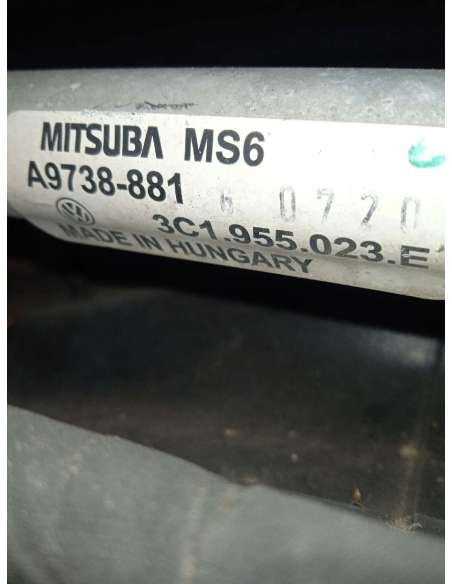 MITSUBA MS6
A9738-881 6 0720
3C1.955.023.E
MADE IN HUNGARY